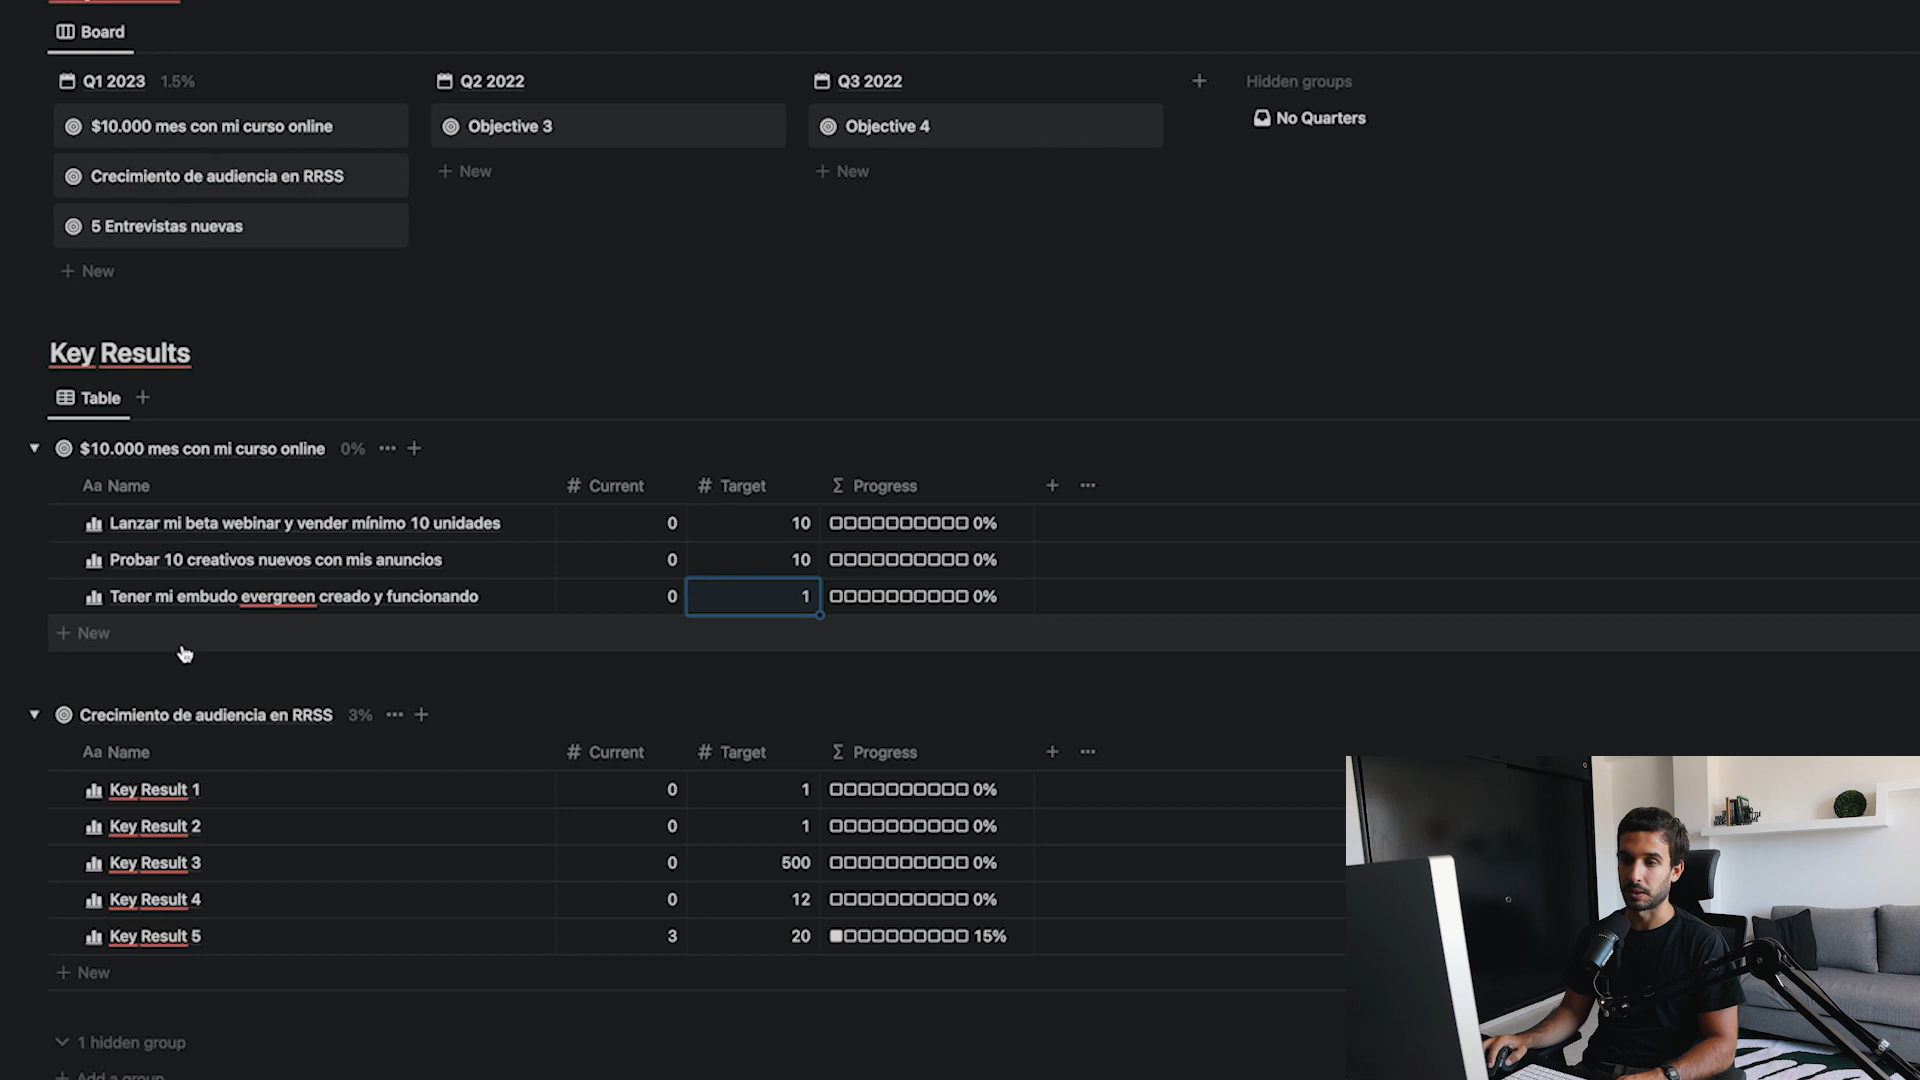 Board
Q1 2023 1.5%
Q2 2022
Q3 2022
Hidden groups
$10.000 mes con mi curso online
Objective 3
Objective 4
No Quarters
Crecimiento de audiencia en RRSS
+ New
+ New
5 Entrevistas nuevas
+ New
Key Results
Table +
$10.000 mes con mi curso online 0% ••• +
Aa Name # Current # Target Σ Progress + •••
Lanzar mi beta webinar y vender mínimo 10 unidades 0 10 0%
Probar 10 creativos nuevos con mis anuncios 0 10 0%
Tener mi embudo evergreen creado y funcionando 0 1 0%
+ New
Crecimiento de audiencia en RRSS 3% ••• +
Aa Name # Current # Target Σ Progress + •••
Key Result 1 0 1 0%
Key Result 2 0 1 0%
Key Result 3 0 500 0%
Key Result 4 0 12 0%
Key Result 5 3 20 15%
+ New
1 hidden group
+ Add a group